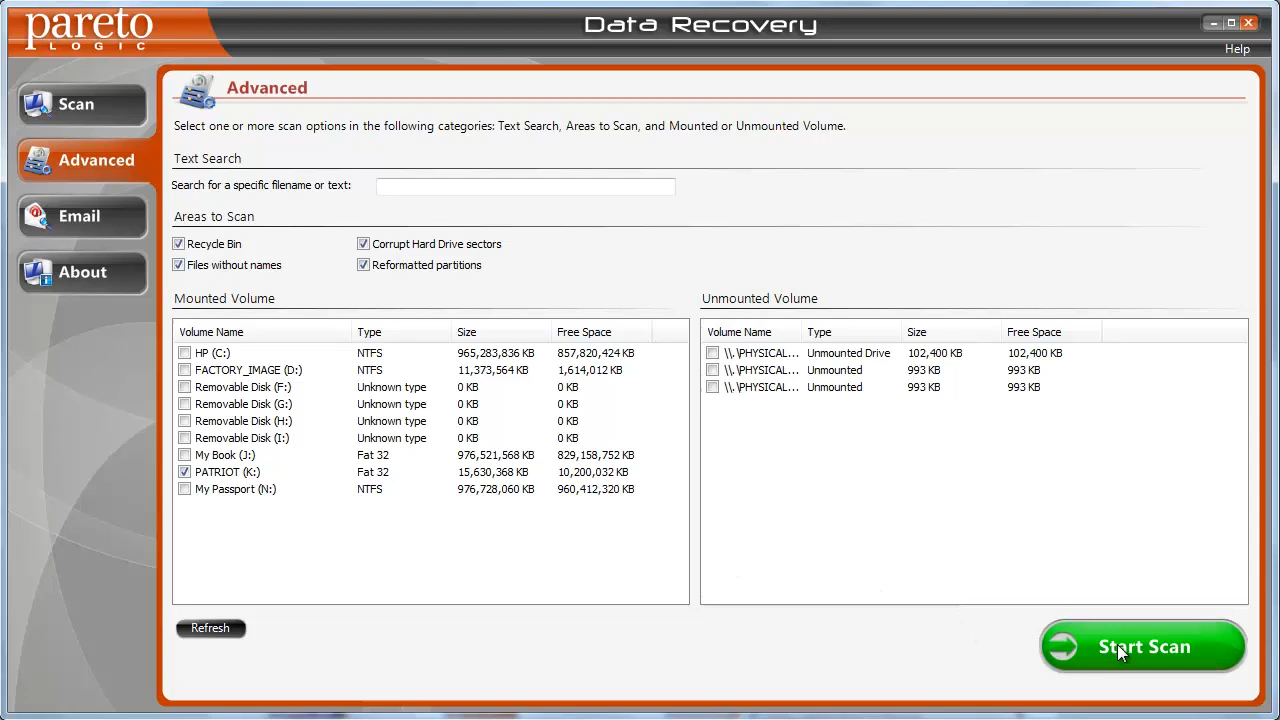 pareto
LOGIC
Data Recovery
Help
Scan
Advanced
Email
About
Advanced
Select one or more scan options in the following categories: Text Search, Areas to Scan, and Mounted or Unmounted Volume.
Text Search
Search for a specific filename or text:
Areas to Scan
Recycle Bin Corrupt Hard Drive sectors
Files without names Reformatted partitions
Mounted Volume
Volume Name Type Size Free Space
HP (C:) NTFS 965,283,836 KB 857,820,424 KB
FACTORY_IMAGE (D:) NTFS 11,373,564 KB 1,614,012 KB
Removable Disk (F:) Unknown type 0 KB 0 KB
Removable Disk (G:) Unknown type 0 KB 0 KB
Removable Disk (H:) Unknown type 0 KB 0 KB
Removable Disk (I:) Unknown type 0 KB 0 KB
My Book (J:) Fat 32 976,521,568 KB 829,158,752 KB
PATRIOT (K:) Fat 32 15,630,368 KB 10,200,032 KB
My Passport (N:) NTFS 976,728,060 KB 960,412,320 KB
Unmounted Volume
Volume Name Type Size Free Space
\\.\PHYSICAL... Unmounted Drive 102,400 KB 102,400 KB
\\.\PHYSICAL... Unmounted 993 KB 993 KB
\\.\PHYSICAL... Unmounted 993 KB 993 KB
Refresh
Start Scan